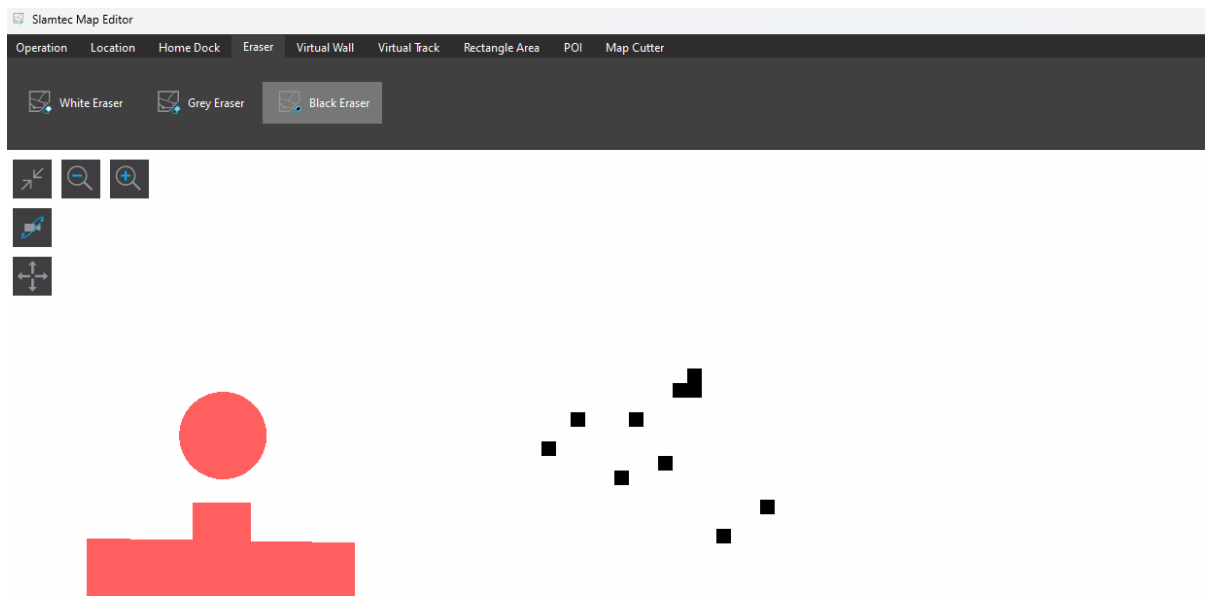 Slamtec Map Editor
Operation Location Home Dock Eraser Virtual Wall Virtual Track Rectangle Area POI Map Cutter
White Eraser Grey Eraser Black Eraser